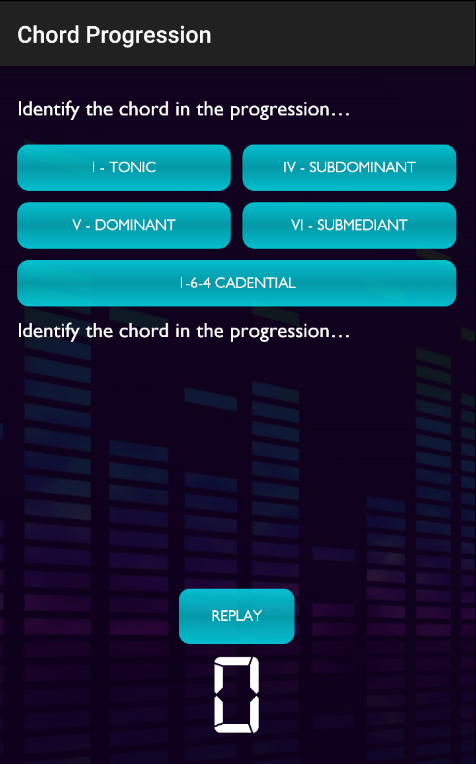 Chord Progression
Identify the chord in the progression...
I - TONIC
IV - SUBDOMINANT
V - DOMINANT
VI - SUBMEDIANT
1-6-4 CADENTIAL
Identify the chord in the progression...
REPLAY
0